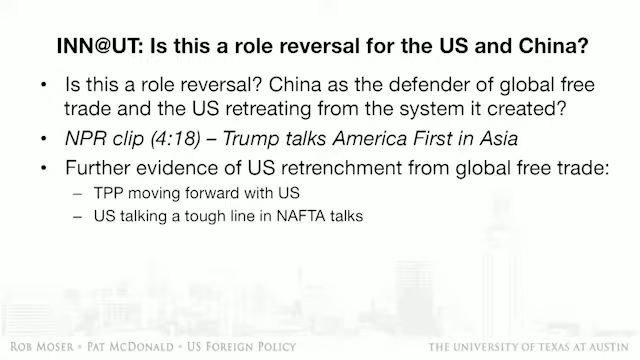 INN@UT: Is this a role reversal for the US and China?
• Is this a role reversal? China as the defender of global free
trade and the US retreating from the system it created?
• NPR clip (4:18) – Trump talks America First in Asia
• Further evidence of US retrenchment from global free trade:
– TPP moving forward with US
– US talking a tough line in NAFTA talks
ROB MOSER • PAT MCDONALD • US FOREIGN POLICY
THE UNIVERSITY OF TEXAS AT AUSTIN